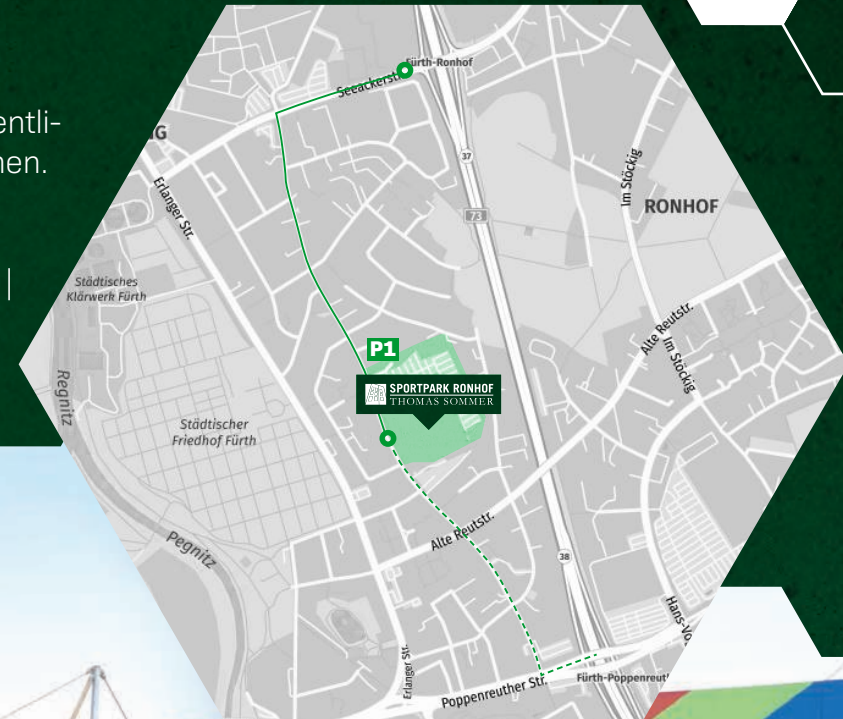 entli-
nen.
|
NG
Fürth-Ronhof
Seeackerstr.
37
Im Stöckig
73
RONHOF
Erlanger Str.
Städtisches
Klärwerk Fürth
Alte Reutstr.
P1
Im Stöckig
SPORTPARK RONHOF
THOMAS SOMMER
Regnitz
Städtischer
Friedhof Fürth
Alte Reutstr.
Pegnitz
38
Hans-Vo
Erlanger Str.
Poppenreuther Str.
Fürth-Poppenreut